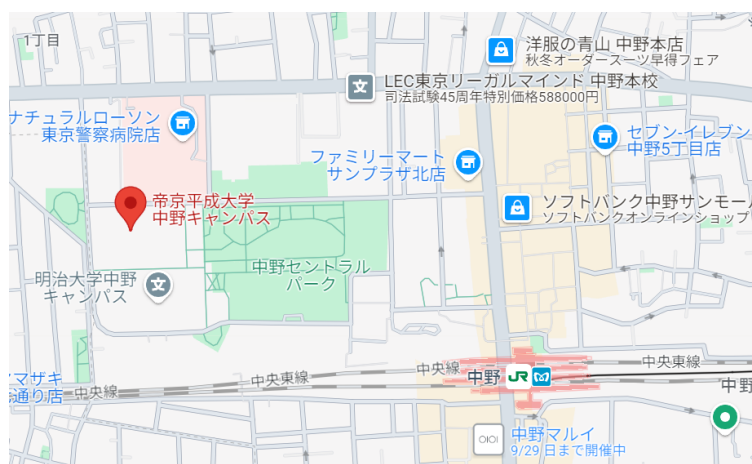 1丁目
洋服の青山 中野本店
秋冬オーダースーツ早得フェア
LEC東京リーガルマインド 中野本校
司法試験45周年特別価格588000円
ナチュラルローソン
東京警察病院店
セブン-イレブン
中野5丁目店
ファミリーマート
サンプラザ北店
帝京平成大学
中野キャンパス
ソフトバンク中野サンモール
ソフトバンクオンラインショップ
中野セントラル
パーク
明治大学中野
キャンパス
中央線
中央東線
中央線
中央東線
中野
JR
マザキ
通り店
中野
OIOI
中野マルイ
9/29 日まで開催中